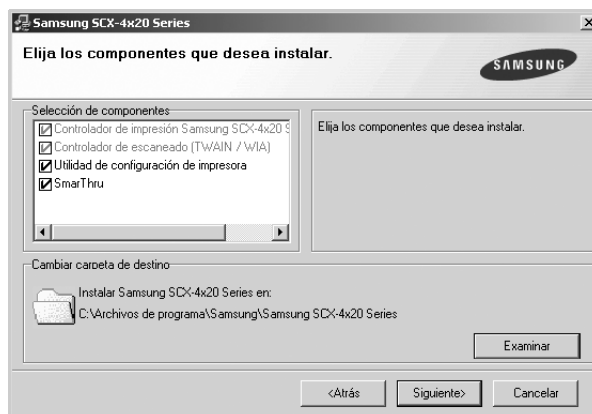 Samsung SCX-4x20 Series
Elija los componentes que desea instalar.
SAMSUNG
Selección de componentes
Controlador de impresión Samsung SCX-4x20 S
Controlador de escaneado (TWAIN / WIA)
Utilidad de configuración de impresora
SmarThru
Elija los componentes que desea instalar.
Cambiar carpeta de destino
Instalar Samsung SCX-4x20 Series en:
C:\Archivos de programa\Samsung\Samsung SCX-4x20 Series
Examinar
<Atrás
Siguiente>
Cancelar